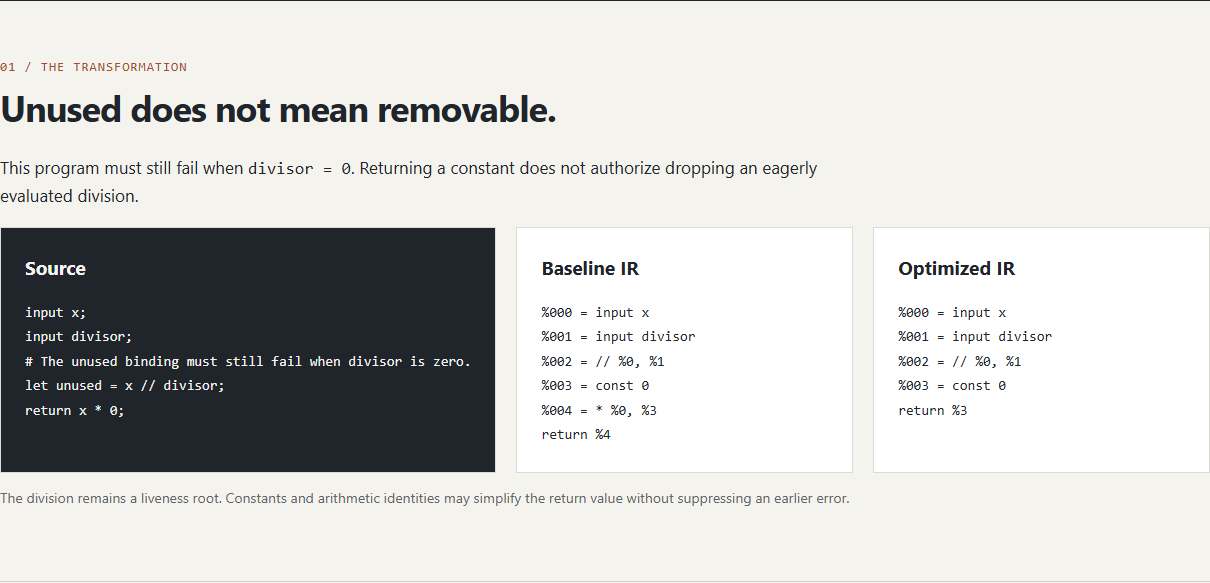 01 / THE TRANSFORMATION
Unused does not mean removable.
This program must still fail when divisor = 0. Returning a constant does not authorize dropping an eagerly
evaluated division.
Source
input x;
input divisor;
# The unused binding must still fail when divisor is zero.
let unused = x // divisor;
return x * 0;
Baseline IR
%000 = input x
%001 = input divisor
%002 = // %0, %1
%003 = const 0
%004 = * %0, %3
return %4
Optimized IR
%000 = input x
%001 = input divisor
%002 = // %0, %1
%003 = const 0
return %3
The division remains a liveness root. Constants and arithmetic identities may simplify the return value without suppressing an earlier error.